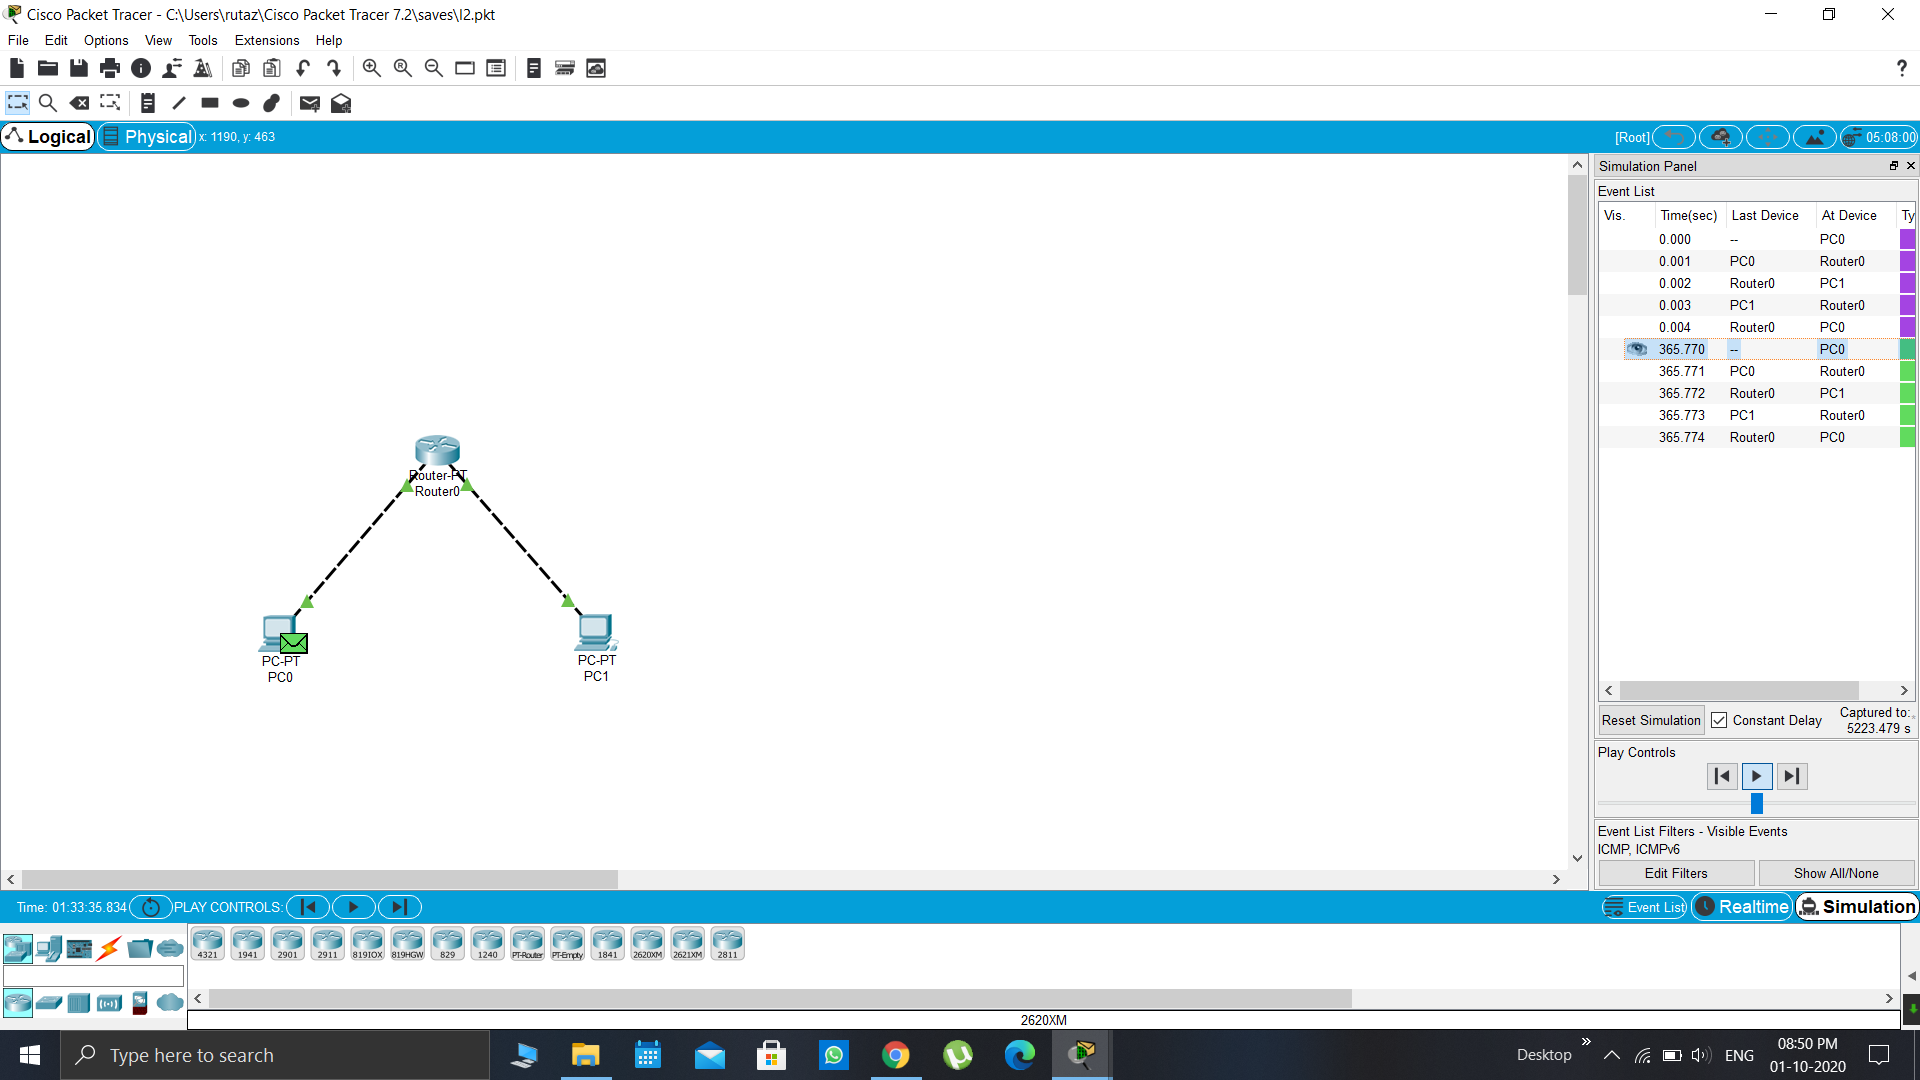 Cisco Packet Tracer - C:\Users\rutaz\Cisco Packet Tracer 7.2\saves\l2.pkt
File Edit Options View Tools Extensions Help
Logical Physical x: 1190, y: 463 [Root] 05:08:00
Simulation Panel
Event List
Vis. Time(sec) Last Device At Device Ty
0.000 -- PC0
0.001 PC0 Router0
0.002 Router0 PC1
0.003 PC1 Router0
0.004 Router0 PC0
365.770 -- PC0
365.771 PC0 Router0
365.772 Router0 PC1
365.773 PC1 Router0
365.774 Router0 PC0
Router-PT
Router0
PC-PT
PC0
PC-PT
PC1
Reset Simulation Constant Delay Captured to:
5223.479 s
Play Controls
Event List Filters - Visible Events
ICMP, ICMPv6
Edit Filters Show All/None
Time: 01:33:35.834 PLAY CONTROLS: Event List Realtime Simulation
4321 1941 2901 2911 819IOX 819HGW 829 1240 PT-Router PT-Empty 1841 2620XM 2621XM 2811
2620XM
Type here to search
Desktop ENG 08:50 PM
01-10-2020